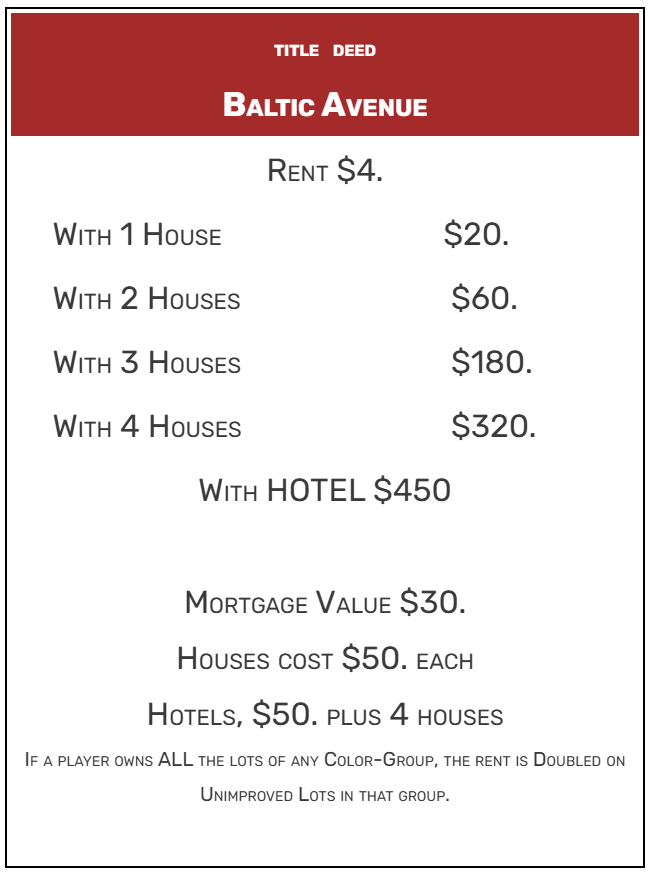 TITLE DEED
Baltic Avenue
Rent $4.
With 1 House $20.
With 2 Houses $60.
With 3 Houses $180.
With 4 Houses $320.
With HOTEL $450
Mortgage Value $30.
Houses cost $50. each
Hotels, $50. plus 4 houses
If a player owns ALL the lots of any Color-Group, the rent is Doubled on
Unimproved Lots in that group.